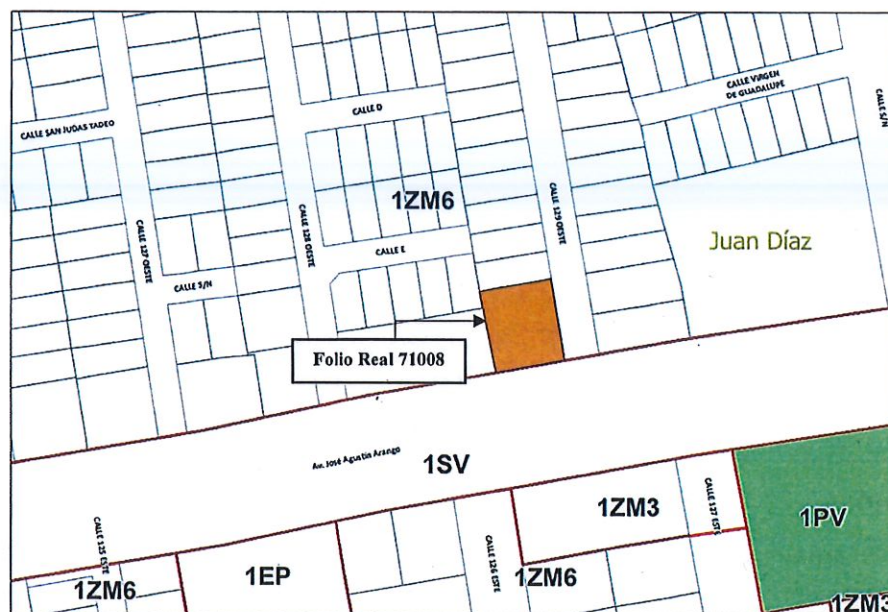 CALLE VIRGEN
DE GUADALUPE
CALLE S/N
CALLE D
CALLE SAN JUDAS TADEO
1ZM6
CALLE 127 OESTE
CALLE 128 OESTE
CALLE 129 OESTE
Juan Díaz
CALLE E
CALLE S/N
Folio Real 71008
Av. José Agustín Arango
1SV
1ZM3
CALLE 127 ESTE
1PV
CALLE 125 ESTE
1EP
CALLE 126 ESTE
1ZM6
1ZM6
1ZM3